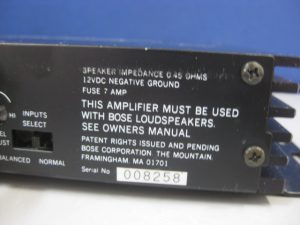 SPEAKER IMPEDANCE 0.45 OHMS
12VDC NEGATIVE GROUND
FUSE 7 AMP
THIS AMPLIFIER MUST BE USED
WITH BOSE LOUDSPEAKERS.
SEE OWNERS MANUAL
PATENT RIGHTS ISSUED AND PENDING
BOSE CORPORATION, THE MOUNTAIN,
FRAMINGHAM, MA 01701
Serial No 008258
INPUTS
SELECT
NORMAL